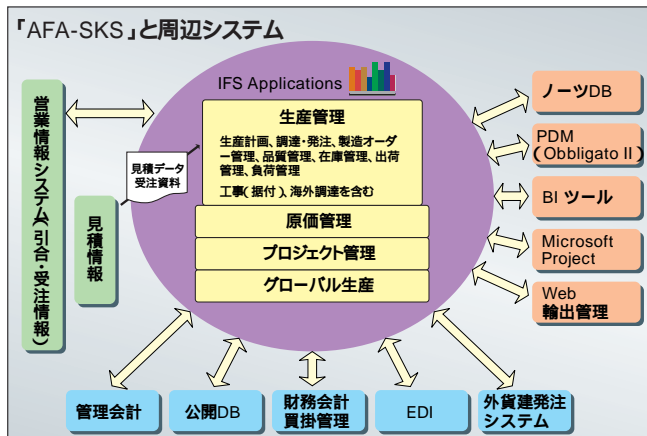 「AFA-SKS」と周辺システム
IFS Applications
営業情報システム(引合・受注情報)
見積情報
見積データ
受注資料
生産管理
生産計画、調達・発注、製造オーダ
ー管理、品質管理、在庫管理、出荷
管理、負荷管理
工事(据付)、海外調達を含む
原価管理
プロジェクト管理
グローバル生産
ノーツDB
PDM
(Obbligato II)
BI ツール
Microsoft
Project
Web
輸出管理
管理会計
公開DB
財務会計
買掛管理
EDI
外貨建発注
システム